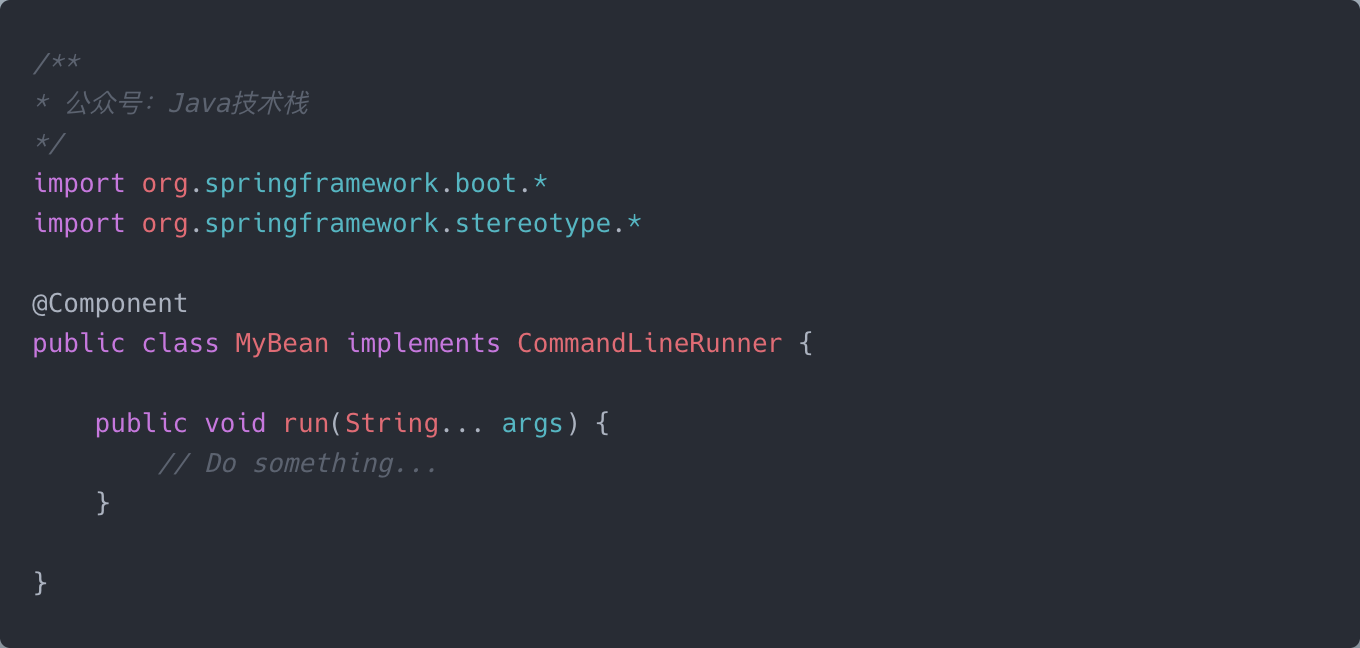 /**
* 公众号：Java技术栈
*/
import org.springframework.boot.*
import org.springframework.stereotype.*
@Component
public class MyBean implements CommandLineRunner {
public void run(String... args) {
// Do something...
}
}